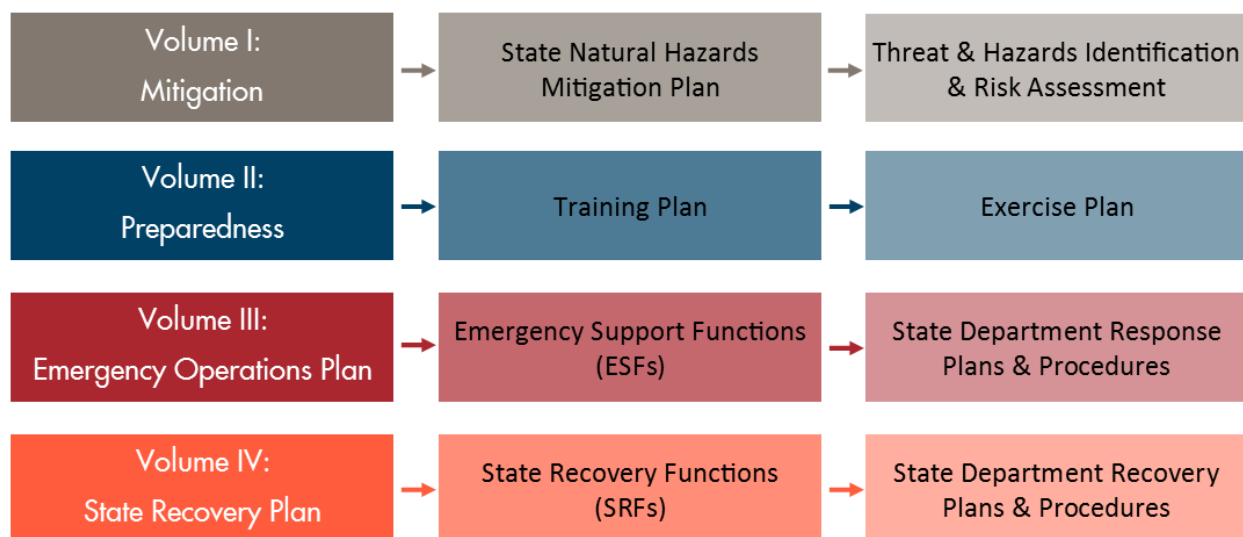 Volume I:
Mitigation
State Natural Hazards
Mitigation Plan
Threat & Hazards Identification
& Risk Assessment
Volume II:
Preparedness
Training Plan
Exercise Plan
Volume III:
Emergency Operations Plan
Emergency Support Functions
(ESFs)
State Department Response
Plans & Procedures
Volume IV:
State Recovery Plan
State Recovery Functions
(SRFs)
State Department Recovery
Plans & Procedures